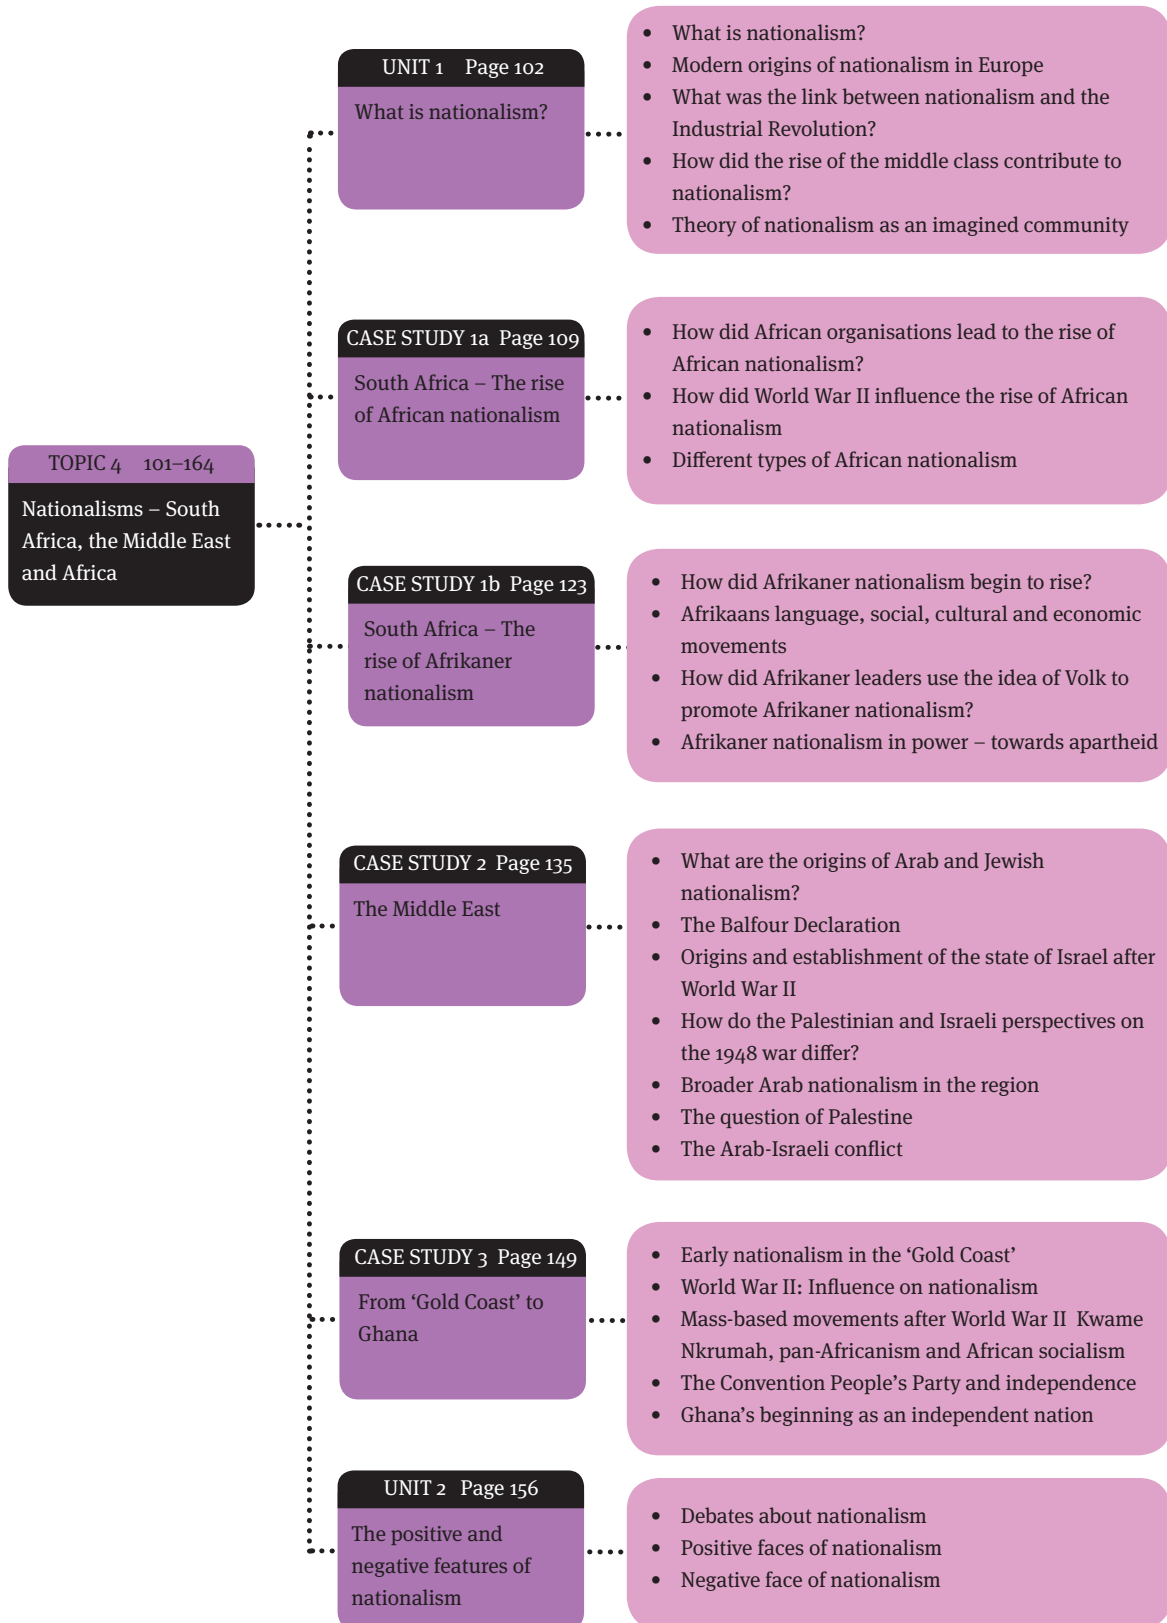 UNIT 1 Page 102
What is nationalism?
• What is nationalism?
• Modern origins of nationalism in Europe
• What was the link between nationalism and the
Industrial Revolution?
• How did the rise of the middle class contribute to
nationalism?
• Theory of nationalism as an imagined community
CASE STUDY 1a Page 109
South Africa – The rise
of African nationalism
• How did African organisations lead to the rise of
African nationalism?
• How did World War II influence the rise of African
nationalism
• Different types of African nationalism
TOPIC 4 101–164
Nationalisms – South
Africa, the Middle East
and Africa
CASE STUDY 1b Page 123
South Africa – The
rise of Afrikaner
nationalism
• How did Afrikaner nationalism begin to rise?
• Afrikaans language, social, cultural and economic
movements
• How did Afrikaner leaders use the idea of Volk to
promote Afrikaner nationalism?
• Afrikaner nationalism in power – towards apartheid
CASE STUDY 2 Page 135
The Middle East
• What are the origins of Arab and Jewish
nationalism?
• The Balfour Declaration
• Origins and establishment of the state of Israel after
World War II
• How do the Palestinian and Israeli perspectives on
the 1948 war differ?
• Broader Arab nationalism in the region
• The question of Palestine
• The Arab-Israeli conflict
CASE STUDY 3 Page 149
From ‘Gold Coast’ to
Ghana
• Early nationalism in the ‘Gold Coast’
• World War II: Influence on nationalism
• Mass-based movements after World War II Kwame
Nkrumah, pan-Africanism and African socialism
• The Convention People’s Party and independence
• Ghana’s beginning as an independent nation
UNIT 2 Page 156
The positive and
negative features of
nationalism
• Debates about nationalism
• Positive faces of nationalism
• Negative face of nationalism